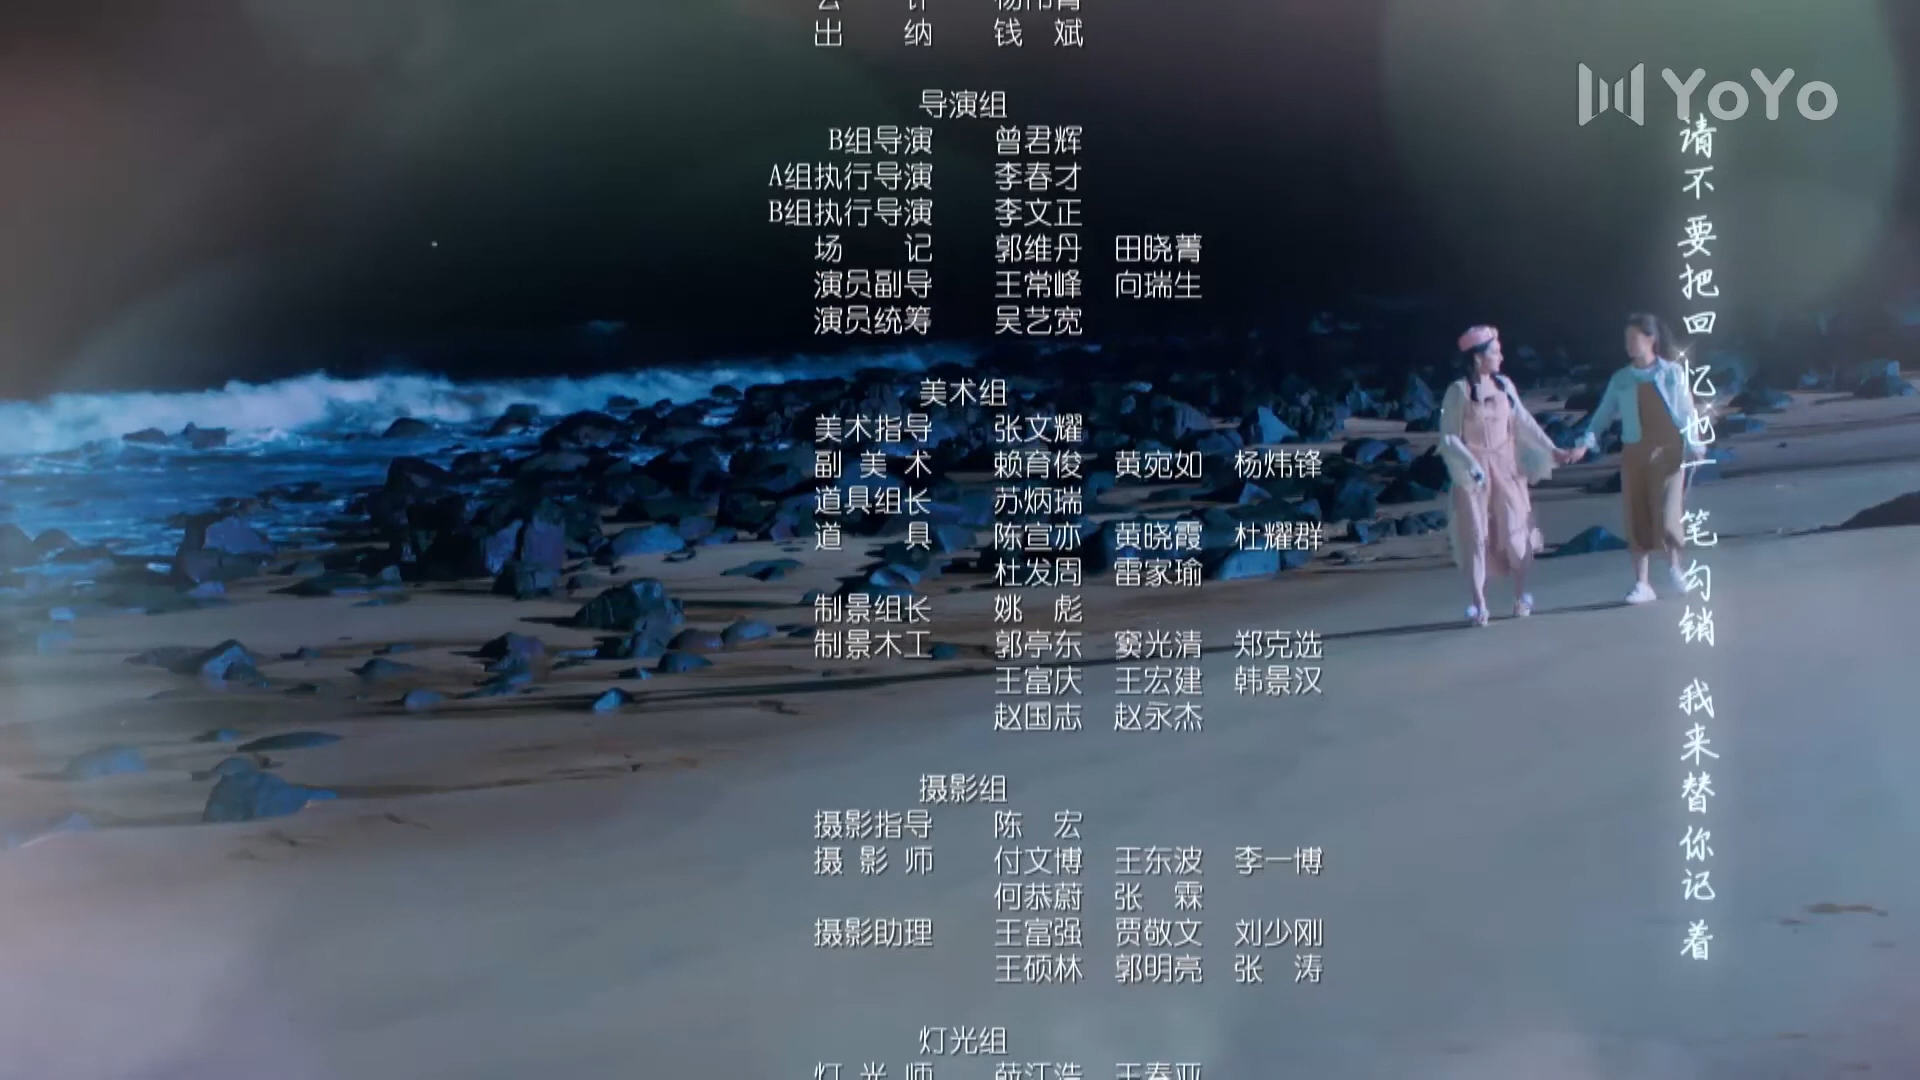 出 纳 钱 斌
导演组
B组导演 曾君辉
A组执行导演 李春才
B组执行导演 李文正
场 记 郭维丹 田晓菁
演员副导 王常峰 向瑞生
演员统筹 吴艺宽
美术组
美术指导 张文耀
副 美 术 赖育俊 黄宛如 杨炜锋
道具组长 苏炳瑞
道 具 陈宣亦 黄晓霞 杜耀群
杜发周 雷家瑜
制景组长 姚 彪
制景木工 郭亭东 窦光清 郑克选
王富庆 王宏建 韩景汉
赵国志 赵永杰
摄影组
摄影指导 陈 宏
摄 影 师 付文博 王东波 李一博
何恭蔚 张 霖
摄影助理 王富强 贾敬文 刘少刚
王硕林 郭明亮 张 涛
灯光组
灯 光 师
YoYo
请不要把回忆也一笔勾销 我来替你记着